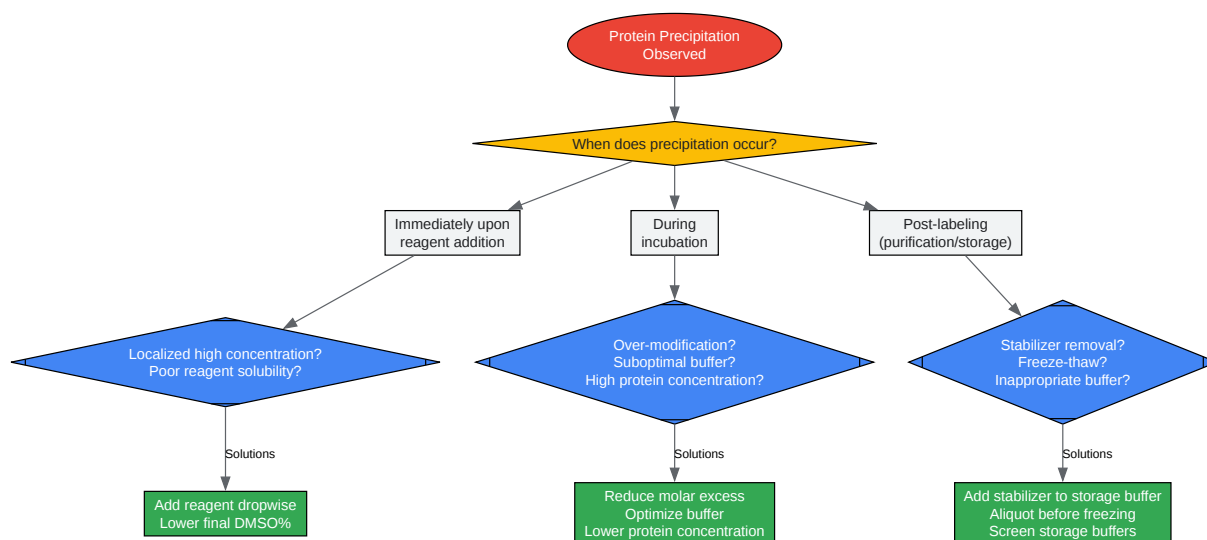 Protein Precipitation
Observed
When does precipitation occur?
Immediately upon
reagent addition
During
incubation
Post-labeling
(purification/storage)
Localized high concentration?
Poor reagent solubility?
Over-modification?
Suboptimal buffer?
High protein concentration?
Stabilizer removal?
Freeze-thaw?
Inappropriate buffer?
Solutions
Solutions
Solutions
Add reagent dropwise
Lower final DMSO%
Reduce molar excess
Optimize buffer
Lower protein concentration
Add stabilizer to storage buffer
Aliquot before freezing
Screen storage buffers